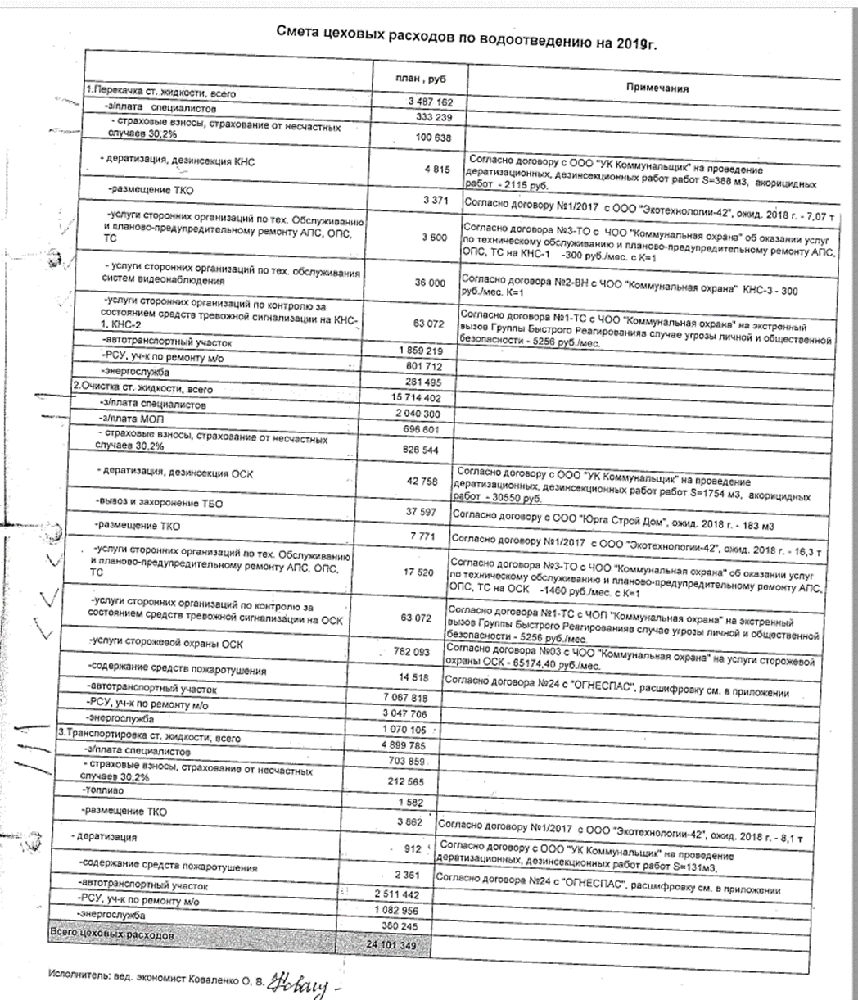 Смета цеховых расходов по водоотведению на 2019г.
план , руб
Примечания
1.Перекачка ст. жидкости, всего 3 487 162
-з/плата специалистов 333 239
- страховые взносы, страхование от несчастных
случаев 30,2% 100 638
- дератизация, дезинсекция КНС 4 815
Согласно договору с ООО "УК Коммунальщик" на проведение
дератизационных, дезинсекционных работ работ S=388 м3, акорицидных
работ - 2115 руб.
-размещение ТКО 3 371 Согласно договору №1/2017 с ООО "Экотехнологии-42", ожид. 2018 г. - 7,07 т
-услуги сторонних организаций по тех. Обслуживанию
и планово-предупредительному ремонту АПС, ОПС,
ТС 3 600
Согласно договора №3-ТО с ЧОО "Коммунальная охрана" об оказании услуг
по техническому обслуживанию и планово-предупредительному ремонту АПС,
ОПС, ТС на КНС-1 -300 руб./мес. с К=1
- услуги сторонних организаций по тех. обслуживания
систем видеонаблюдения 36 000
Согласно договора №2-ВН с ЧОО "Коммунальная охрана" КНС-3 - 300
руб./мес. К=1
-услуги сторонних организаций по контролю за
состоянием средств тревожной сигнализации на КНС-
1, КНС-2 63 072
Согласно договора №1-ТС с ЧОО "Коммунальная охрана" на экстренный
вызов Группы Быстрого Реагированияв случае угрозы личной и общественной
безопасности - 5256 руб./мес.
-автотранспортный участок 1 859 219
-РСУ, уч-к по ремонту м/о 801 712
-энергослужба 281 495
2.Очистка ст. жидкости, всего 15 714 402
-з/плата специалистов 2 040 300
-з/плата МОП 696 601
- страховые взносы, страхование от несчастных
случаев 30,2% 826 544
- дератизация, дезинсекция ОСК 42 758
Согласно договору с ООО "УК Коммунальщик" на проведение
дератизационных, дезинсекционных работ работ S=1754 м3, акорицидных
работ - 30550 руб.
-вывоз и захоронение ТБО 37 597 Согласно договору с ООО "Юрга Строй Дом", ожид. 2018 г. - 183 м3
-размещение ТКО 7 771 Согласно договору №1/2017 с ООО "Экотехнологии-42", ожид. 2018 г. - 16,3 т
-услуги сторонних организаций по тех. Обслуживанию
и планово-предупредительному ремонту АПС, ОПС,
ТС 17 520
Согласно договора №3-ТО с ЧОО "Коммунальная охрана" об оказании услуг
по техническому обслуживанию и планово-предупредительному ремонту АПС,
ОПС, ТС на ОСК -1460 руб./мес. с К=1
-услуги сторонних организаций по контролю за
состоянием средств тревожной сигнализации на ОСК 63 072
Согласно договора №1-ТС с ЧОП "Коммунальная охрана" на экстренный
вызов Группы Быстрого Реагированияв случае угрозы личной и общественной
безопасности - 5256 руб./мес.
-услуги сторожевой охраны ОСК 782 093
Согласно договора №03 с ЧОО "Коммунальная охрана" на услуги сторожевой
охраны ОСК - 65174,40 руб./мес.
-содержание средств пожаротушения 14 518 Согласно договора №24 с "ОГНЕСПАС", расшифровку см. в приложении
-автотранспортный участок 7 067 818
-РСУ, уч-к по ремонту м/о 3 047 706
-энергослужба 1 070 105
3.Транспортировка ст. жидкости, всего 4 899 785
-з/плата специалистов 703 859
- страховые взносы, страхование от несчастных
случаев 30,2% 212 565
-топливо 1 582
-размещение ТКО 3 862 Согласно договору №1/2017 с ООО "Экотехнологии-42", ожид. 2018 г. - 8,1 т
- дератизация 912
Согласно договору с ООО "УК Коммунальщик" на проведение
дератизационных, дезинсекционных работ работ S=131м3,
-содержание средств пожаротушения 2 361 Согласно договора №24 с "ОГНЕСПАС", расшифровку см. в приложении
-автотранспортный участок 2 511 442
-РСУ, уч-к по ремонту м/о 1 082 956
-энергослужба 380 245
Всего цеховых расходов 24 101 349
Исполнитель: вед. экономист Коваленко О. В.